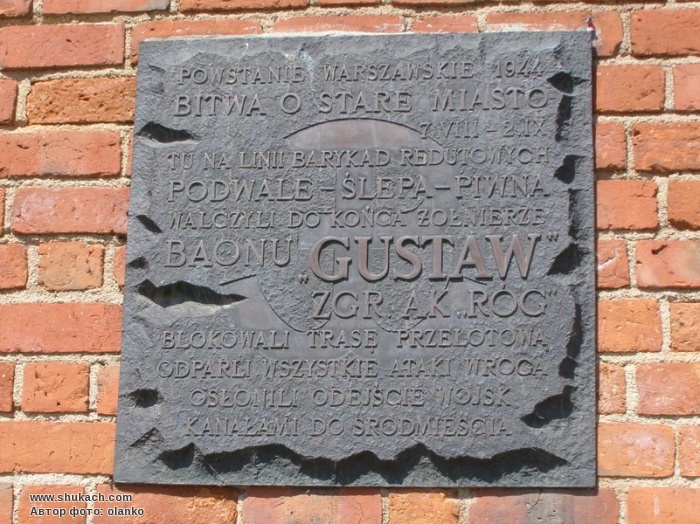 POWSTANIE WARSZAWSKIE 1944
BITWA O STARE MIASTO
7.VIII – 2.IX
TU NA LINII BARYKAD REDUTOWYCH
PODWALE – ŚLEPA – PIWNA
WALCZYLI DO KOŃCA ŻOŁNIERZE
BAONU „GUSTAW"
ZGR. AK „RÓG"
BLOKOWALI TRASĘ PRZELOTOWĄ
ODPARLI WSZYSTKIE ATAKI WROGA
OSŁONILI ODEJŚCIE WOJSK
KANAŁAMI DO ŚRÓDMIEŚCIA
www.shukach.com
Автор фото: olanko